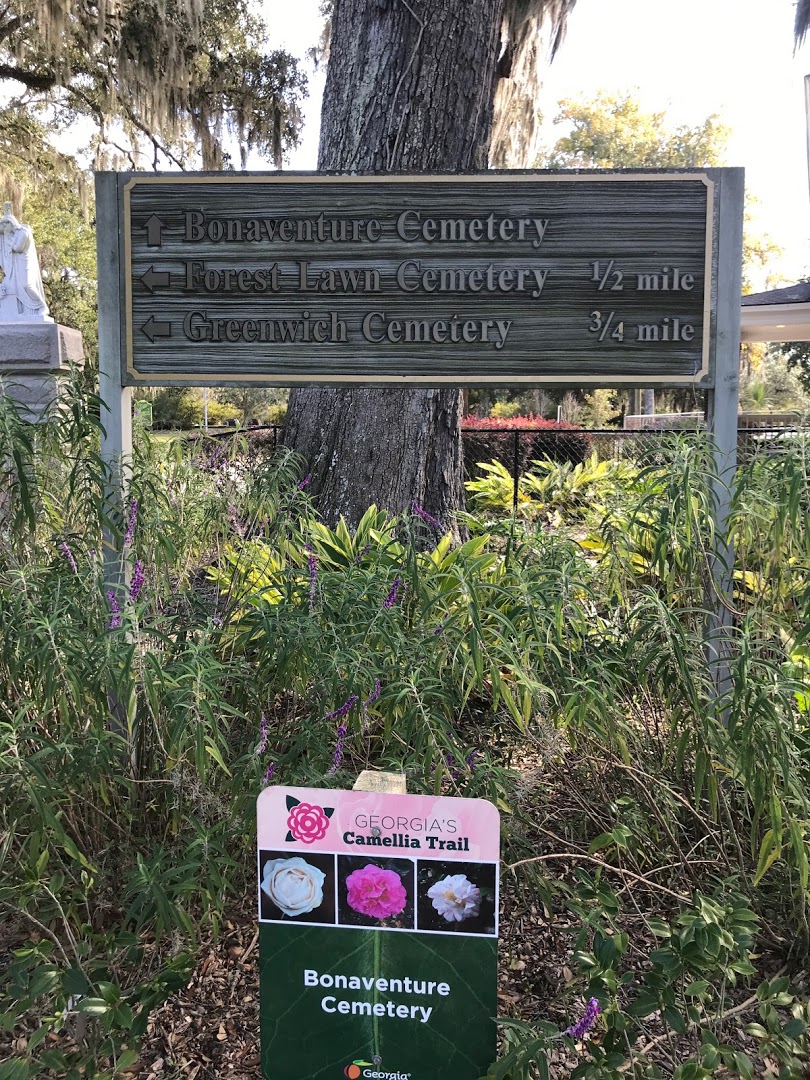 ↑ Bonaventure Cemetery
← Forest Lawn Cemetery 1/2 mile
← Greenwich Cemetery 3/4 mile
GEORGIA'S
Camellia Trail
Bonaventure
Cemetery
Georgia®